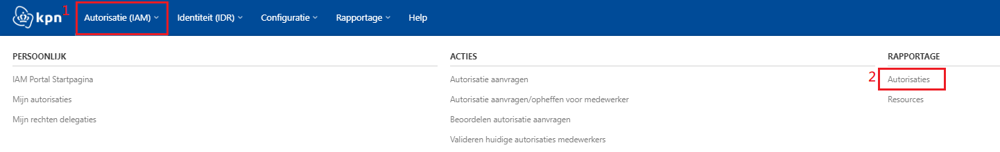 kpn 1 Autorisatie (IAM) Identiteit (IDR) Configuratie Rapportage Help
PERSOONLIJK
IAM Portal Startpagina
Mijn autorisaties
Mijn rechten delegaties
ACTIES
Autorisatie aanvragen
Autorisatie aanvragen/opheffen voor medewerker
Beoordelen autorisatie aanvragen
Valideren huidige autorisaties medewerkers
RAPPORTAGE
2 Autorisaties
Resources